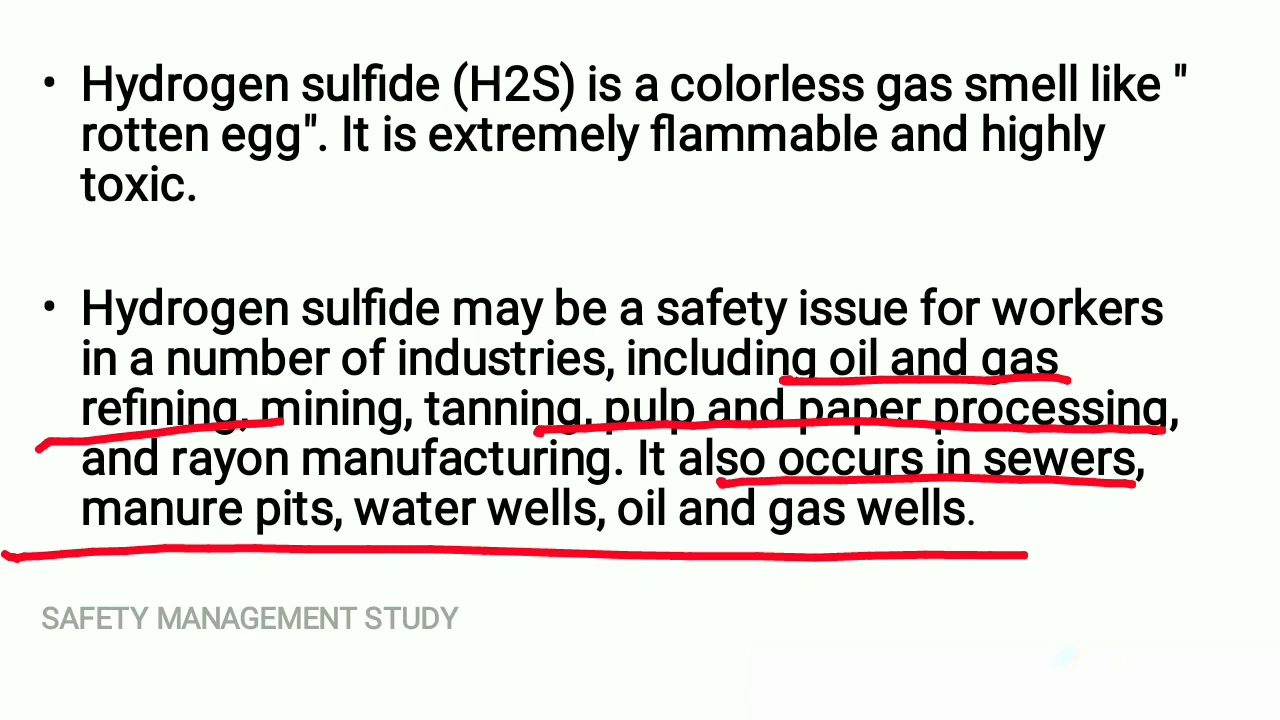 • Hydrogen sulfide (H2S) is a colorless gas smell like "
rotten egg". It is extremely flammable and highly
toxic.
• Hydrogen sulfide may be a safety issue for workers
in a number of industries, including oil and gas
refining, mining, tanning, pulp and paper processing,
and rayon manufacturing. It also occurs in sewers,
manure pits, water wells, oil and gas wells.
SAFETY MANAGEMENT STUDY